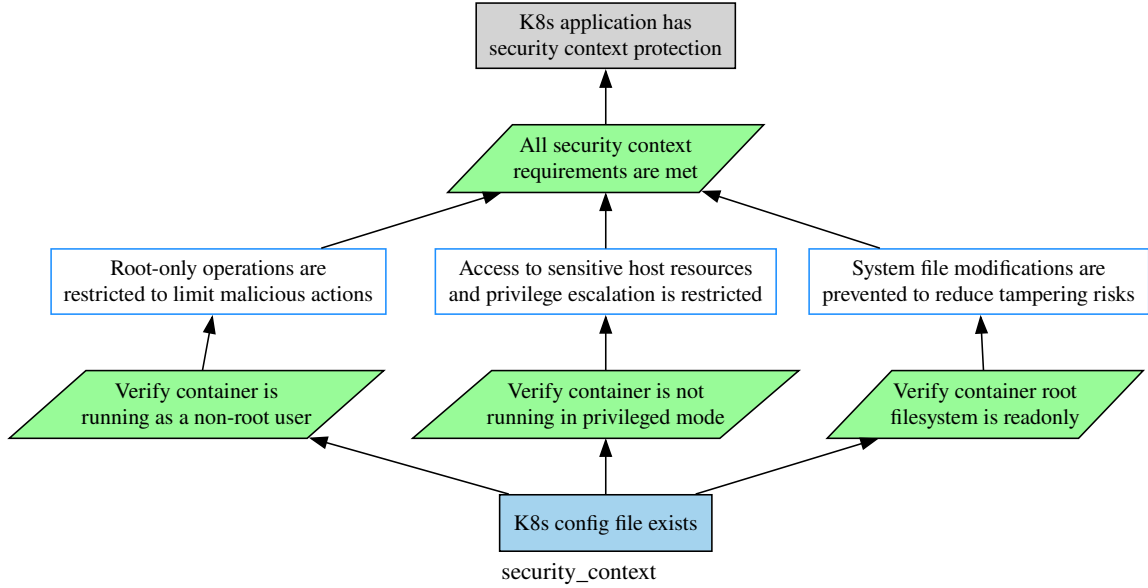 K8s application has
security context protection
All security context
requirements are met
Root-only operations are
restricted to limit malicious actions
Access to sensitive host resources
and privilege escalation is restricted
System file modifications are
prevented to reduce tampering risks
Verify container is
running as a non-root user
Verify container is not
running in privileged mode
Verify container root
filesystem is readonly
K8s config file exists
security_context